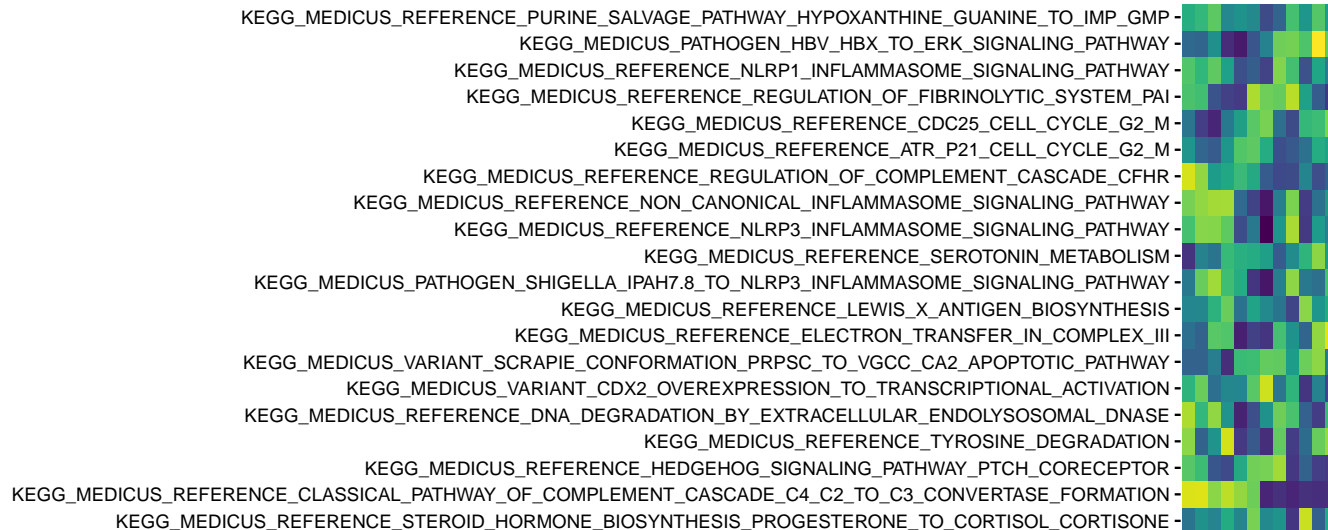 KEGG_MEDICUS_REFERENCE_PURINE_SALVAGE_PATHWAY_HYPOXANTHINE_GUANINE_TO_IMP_GMP
KEGG_MEDICUS_PATHOGEN_HBV_HBX_TO_ERK_SIGNALING_PATHWAY
KEGG_MEDICUS_REFERENCE_NLRP1_INFLAMMASOME_SIGNALING_PATHWAY
KEGG_MEDICUS_REFERENCE_REGULATION_OF_FIBRINOLYTIC_SYSTEM_PAI
KEGG_MEDICUS_REFERENCE_CDC25_CELL_CYCLE_G2_M
KEGG_MEDICUS_REFERENCE_ATR_P21_CELL_CYCLE_G2_M
KEGG_MEDICUS_REFERENCE_REGULATION_OF_COMPLEMENT_CASCADE_CFHR
KEGG_MEDICUS_REFERENCE_NON_CANONICAL_INFLAMMASOME_SIGNALING_PATHWAY
KEGG_MEDICUS_REFERENCE_NLRP3_INFLAMMASOME_SIGNALING_PATHWAY
KEGG_MEDICUS_REFERENCE_SEROTONIN_METABOLISM
KEGG_MEDICUS_PATHOGEN_SHIGELLA_IPAH7.8_TO_NLRP3_INFLAMMASOME_SIGNALING_PATHWAY
KEGG_MEDICUS_REFERENCE_LEWIS_X_ANTIGEN_BIOSYNTHESIS
KEGG_MEDICUS_REFERENCE_ELECTRON_TRANSFER_IN_COMPLEX_III
KEGG_MEDICUS_VARIANT_SCRAPIE_CONFORMATION_PRPSC_TO_VGCC_CA2_APOPTOTIC_PATHWAY
KEGG_MEDICUS_VARIANT_CDX2_OVEREXPRESSION_TO_TRANSCRIPTIONAL_ACTIVATION
KEGG_MEDICUS_REFERENCE_DNA_DEGRADATION_BY_EXTRACELLULAR_ENDOLYSOSOMAL_DNASE
KEGG_MEDICUS_REFERENCE_TYROSINE_DEGRADATION
KEGG_MEDICUS_REFERENCE_HEDGEHOG_SIGNALING_PATHWAY_PTCH_CORECEPTOR
KEGG_MEDICUS_REFERENCE_CLASSICAL_PATHWAY_OF_COMPLEMENT_CASCADE_C4_C2_TO_C3_CONVERTASE_FORMATION
KEGG_MEDICUS_REFERENCE_STEROID_HORMONE_BIOSYNTHESIS_PROGESTERONE_TO_CORTISOL_CORTISONE